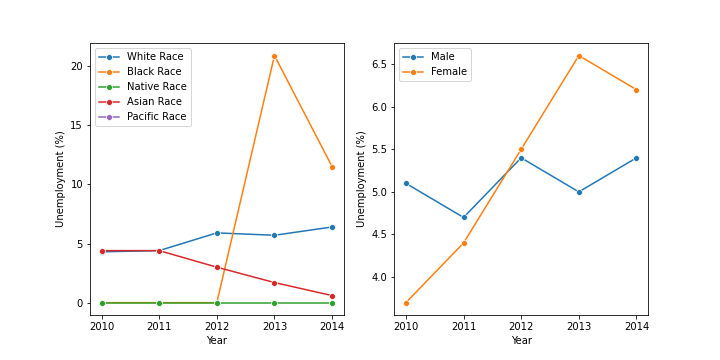 White Race
Black Race
Native Race
Asian Race
Pacific Race
Unemployment (%)
20
15
10
5
0
2010 2011 2012 2013 2014
Year
Male
Female
Unemployment (%)
6.5
6.0
5.5
5.0
4.5
4.0
2010 2011 2012 2013 2014
Year